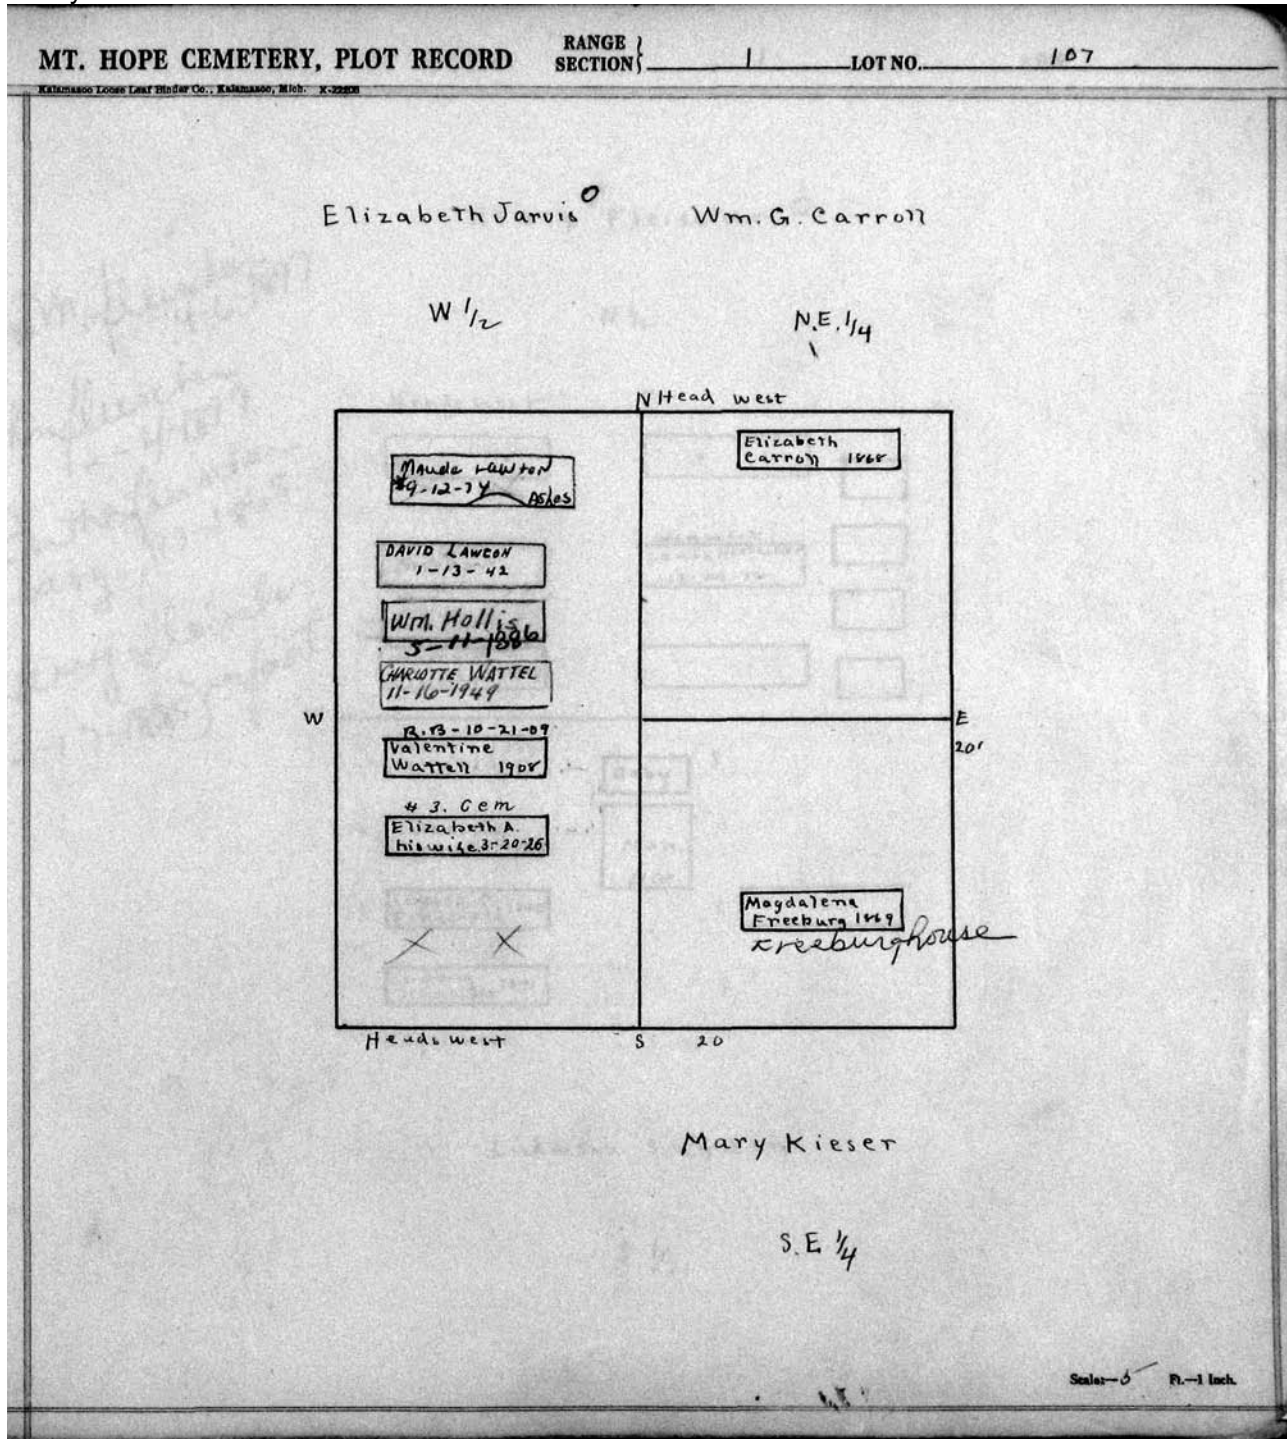 MT. HOPE CEMETERY, PLOT RECORD
RANGE
SECTION 1 LOT NO. 107
Kalamazoo Loose Leaf Binder Co., Kalamazoo, Mich.
Elizabeth Jarvis Wm. G. Carroll
W 1/2
N.E. 1/4
N Head west
Elizabeth
Carroll 1868
Maude Lawton
9-12-74
Ashes
DAVID LAWTON
1-13-42
Wm. Hollis
5-11-1886
CHARLOTTE WATTEL
11-16-1949
W
E
20'
R.B-10-21-09
Valentine
Wattell 1908
# 3. Cem
Elizabeth A.
his wife. 3-20-26
X X
Magdalena
Freeburg 1869
Freeburghouse
Heads west S 20
Mary Kieser
S.E 1/4
Scale—5 Ft.—1 Inch.